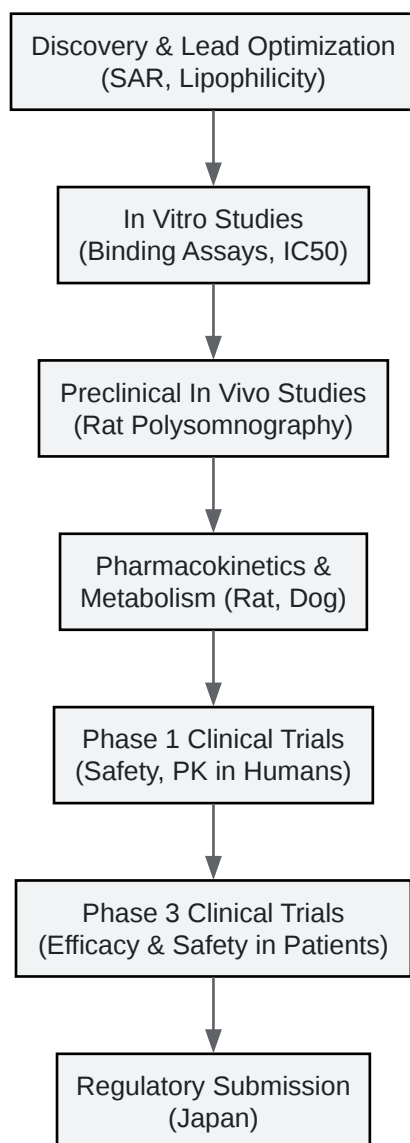 Discovery & Lead Optimization
(SAR, Lipophilicity)
In Vitro Studies
(Binding Assays, IC50)
Preclinical In Vivo Studies
(Rat Polysomnography)
Pharmacokinetics &
Metabolism (Rat, Dog)
Phase 1 Clinical Trials
(Safety, PK in Humans)
Phase 3 Clinical Trials
(Efficacy & Safety in Patients)
Regulatory Submission
(Japan)